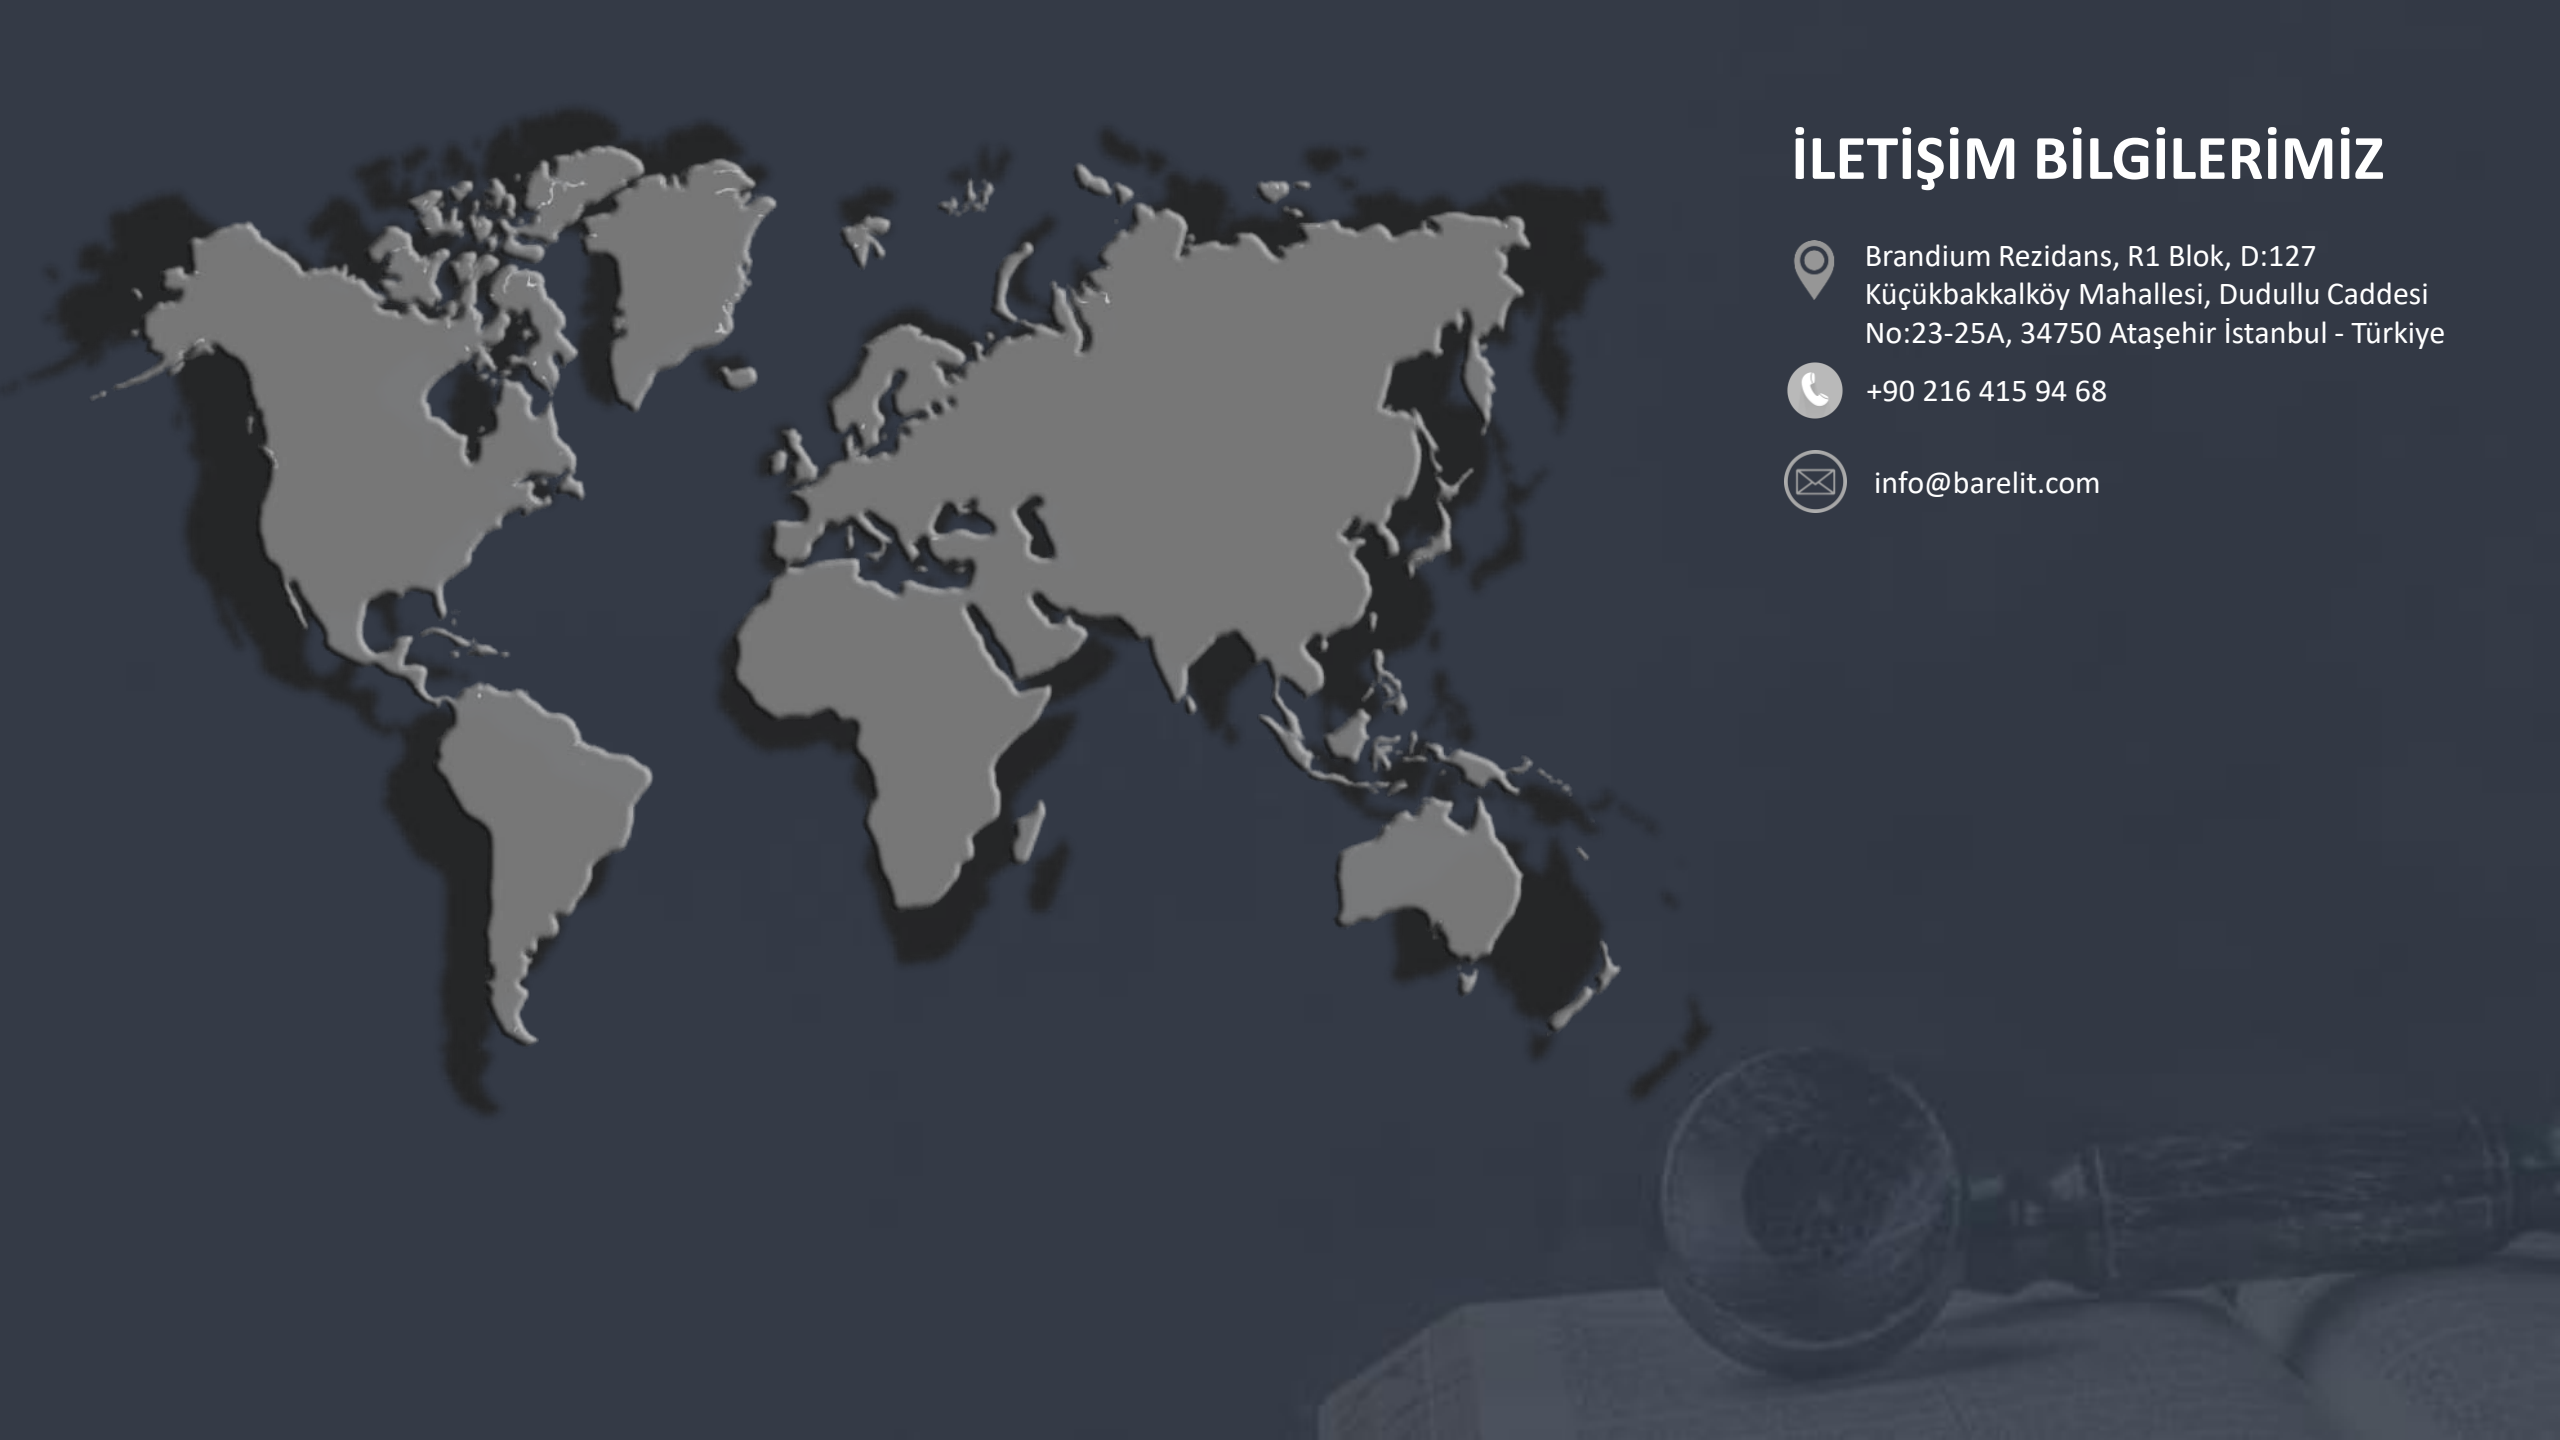 İLETİŞİM BİLGİLERİMİZ
Brandium Rezidans, R1 Blok, D:127
Küçükbakkalköy Mahallesi, Dudullu Caddesi
No:23-25A, 34750 Ataşehir İstanbul - Türkiye
+90 216 415 94 68
info@barelit.com